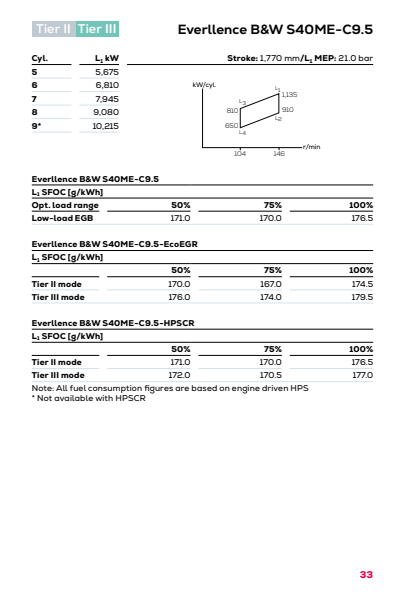 Tier II Tier III
Everllence B&W S40ME-C9.5
Cyl. L₁ kW
Stroke: 1,770 mm/L₁ MEP: 21.0 bar
5 5,675
6 6,810
7 7,945
8 9,080
9* 10,215
kW/cyl.
L₁
1,135
L₃
810
910
L₂
650
L₄
r/min
104 146
Everllence B&W S40ME-C9.5
L₁ SFOC [g/kWh]
Opt. load range 50% 75% 100%
Low-load EGB 171.0 170.0 176.5
Everllence B&W S40ME-C9.5-EcoEGR
L₁ SFOC [g/kWh]
50% 75% 100%
Tier II mode 170.0 167.0 174.5
Tier III mode 176.0 174.0 179.5
Everllence B&W S40ME-C9.5-HPSCR
L₁ SFOC [g/kWh]
50% 75% 100%
Tier II mode 171.0 170.0 176.5
Tier III mode 172.0 170.5 177.0
Note: All fuel consumption figures are based on engine driven HPS
* Not available with HPSCR
33